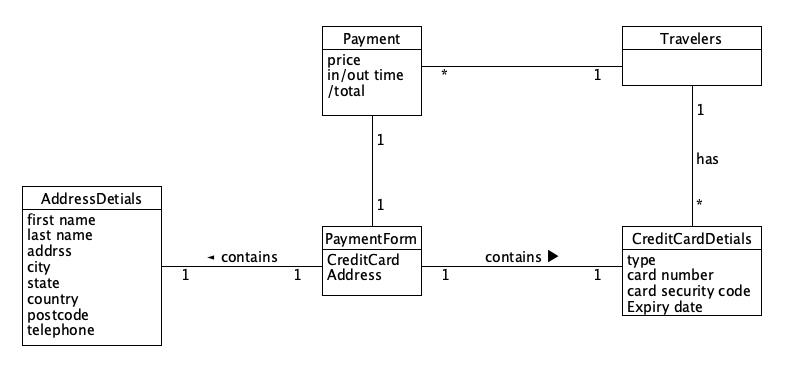 Payment
price
in/out time
/total
Travelers
*
1
1
1
has
1
*
AddressDetials
first name
last name
addrss
city
state
country
postcode
telephone
◄ contains
1
1
PaymentForm
CreditCard
Address
contains ▶
1
1
CreditCardDetials
type
card number
card security code
Expiry date